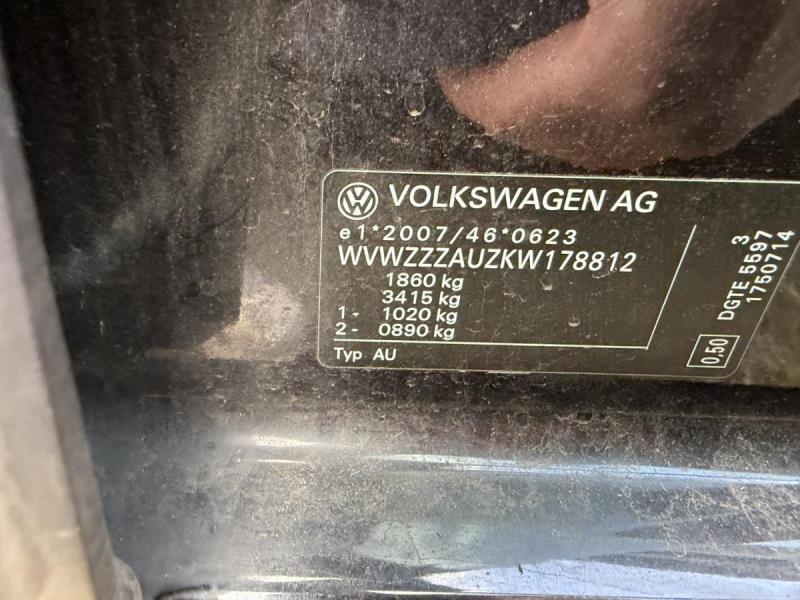 VOLKSWAGEN AG
e1*2007/46*0623
WVWZZZAUZKW178812
1860 kg
3415 kg
1- 1020 kg
2- 0890 kg
Typ AU
3
DGTE 5597
1750714
0,50